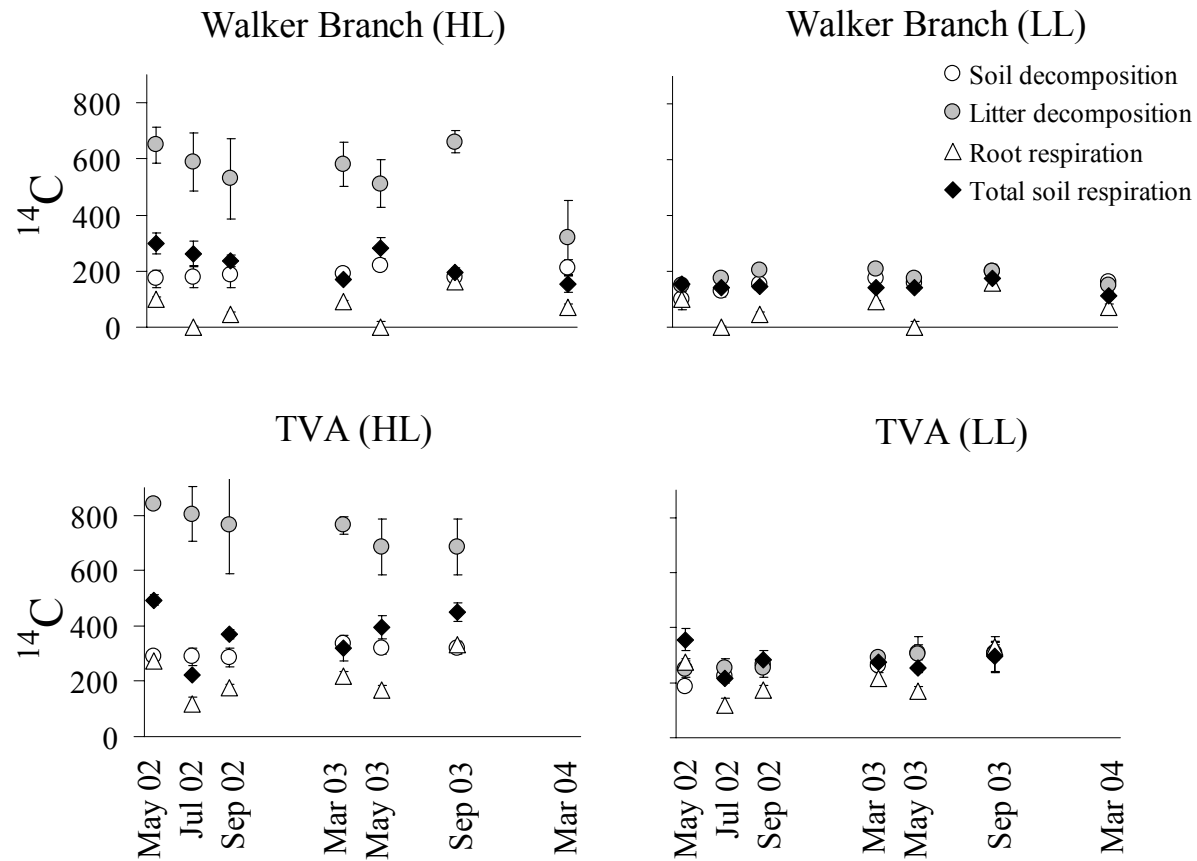 Walker Branch (HL)
Walker Branch (LL)
800
600
400
200
0
¹⁴C
Soil decomposition
Litter decomposition
Root respiration
Total soil respiration
TVA (HL)
TVA (LL)
800
600
400
200
0
¹⁴C
May 02
Jul 02
Sep 02
Mar 03
May 03
Sep 03
Mar 04
May 02
Jul 02
Sep 02
Mar 03
May 03
Sep 03
Mar 04